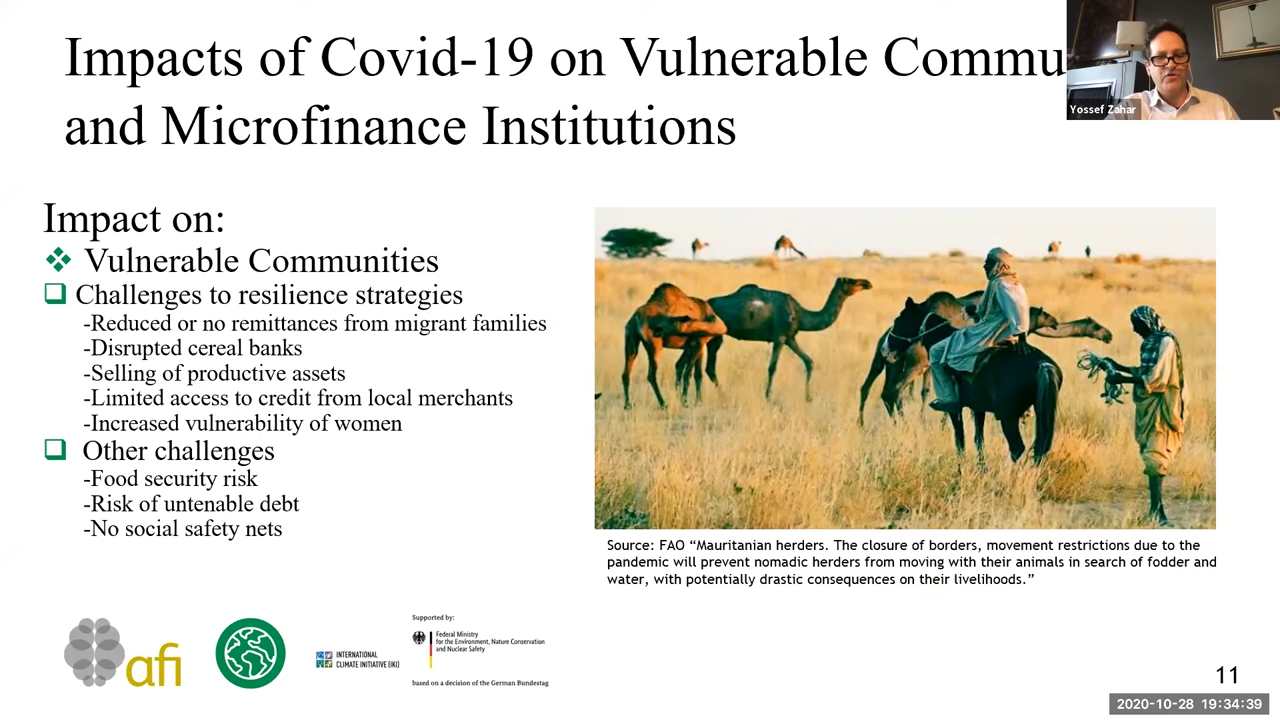 Impacts of Covid-19 on Vulnerable Commu
and Microfinance Institutions
Yossef Zahar
Impact on:
Vulnerable Communities
Challenges to resilience strategies
-Reduced or no remittances from migrant families
-Disrupted cereal banks
-Selling of productive assets
-Limited access to credit from local merchants
-Increased vulnerability of women
Other challenges
-Food security risk
-Risk of untenable debt
-No social safety nets
Source: FAO “Mauritanian herders. The closure of borders, movement restrictions due to the
pandemic will prevent nomadic herders from moving with their animals in search of fodder and
water, with potentially drastic consequences on their livelihoods.”
afi
INTERNATIONAL
CLIMATE INITIATIVE (IKI)
Supported by:
Federal Ministry
for the Environment, Nature Conservation
and Nuclear Safety
based on a decision of the German Bundestag
11
2020-10-28 19:34:39